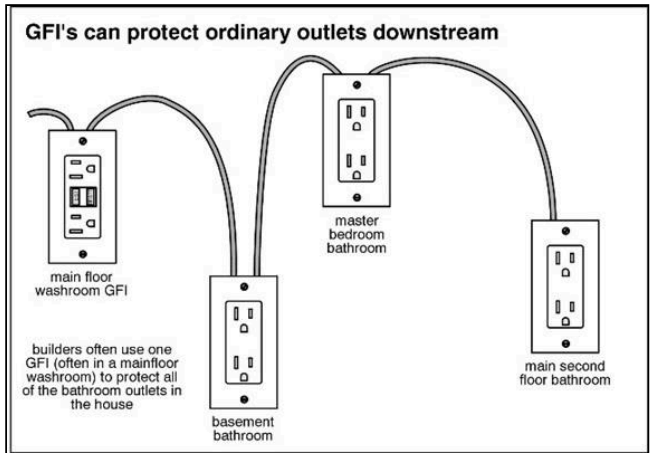 GFI's can protect ordinary outlets downstream
main floor
washroom GFI
builders often use one
GFI (often in a mainfloor
washroom) to protect all
of the bathroom outlets in
the house
basement
bathroom
master
bedroom
bathroom
main second
floor bathroom